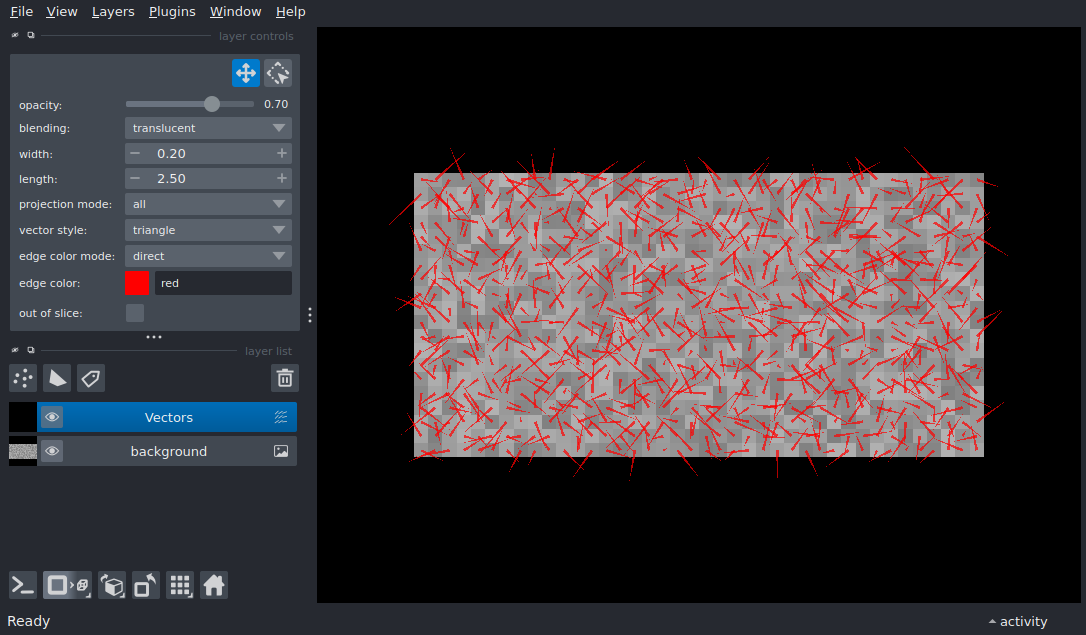 File View Layers Plugins Window Help
layer controls
opacity: 0.70
blending: translucent
width: − 0.20 +
length: − 2.50 +
projection mode: all
vector style: triangle
edge color mode: direct
edge color: red
out of slice:
layer list
Vectors
background
Ready
activity